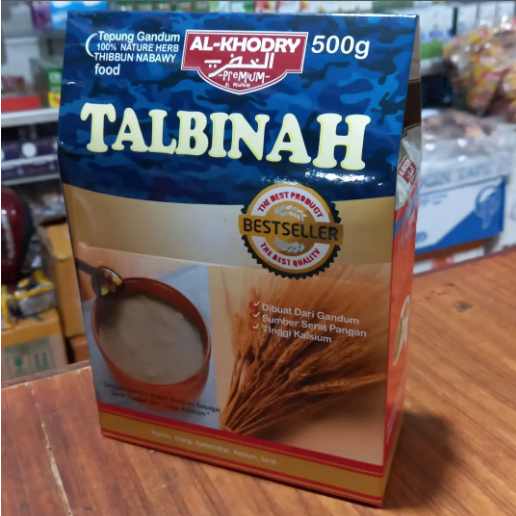 Tepung Gandum
100% NATURE HERB
THIBBUN NABAWY
food
AL-KHODRY
الخضري
PREMIUM
500g
TALBINAH
THE BEST PRODUCT
BESTSELLER
THE BEST QUALITY
Dibuat Dari Gandum
Sumber Serat Pangan
Tinggi Kalsium